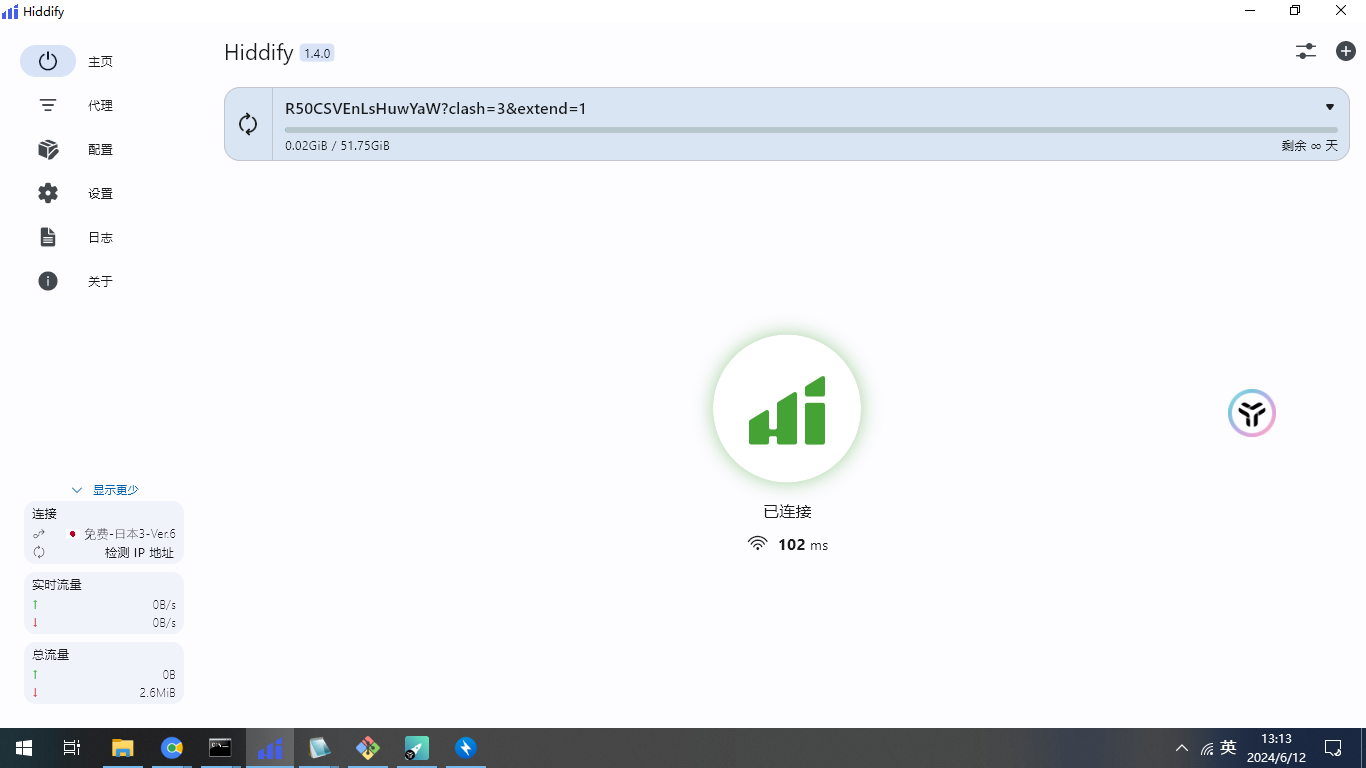 Hiddify
主页
代理
配置
设置
日志
关于
Hiddify 1.4.0
R50CSVEnLsHuwYaW?clash=3&extend=1
0.02GiB / 51.75GiB
剩余 ∞ 天
已连接
102 ms
显示更少
连接
免费-日本3-Ver.6
检测 IP 地址
实时流量
↑ 0B/s
↓ 0B/s
总流量
↑ 0B
↓ 2.6MiB
英
13:13
2024/6/12